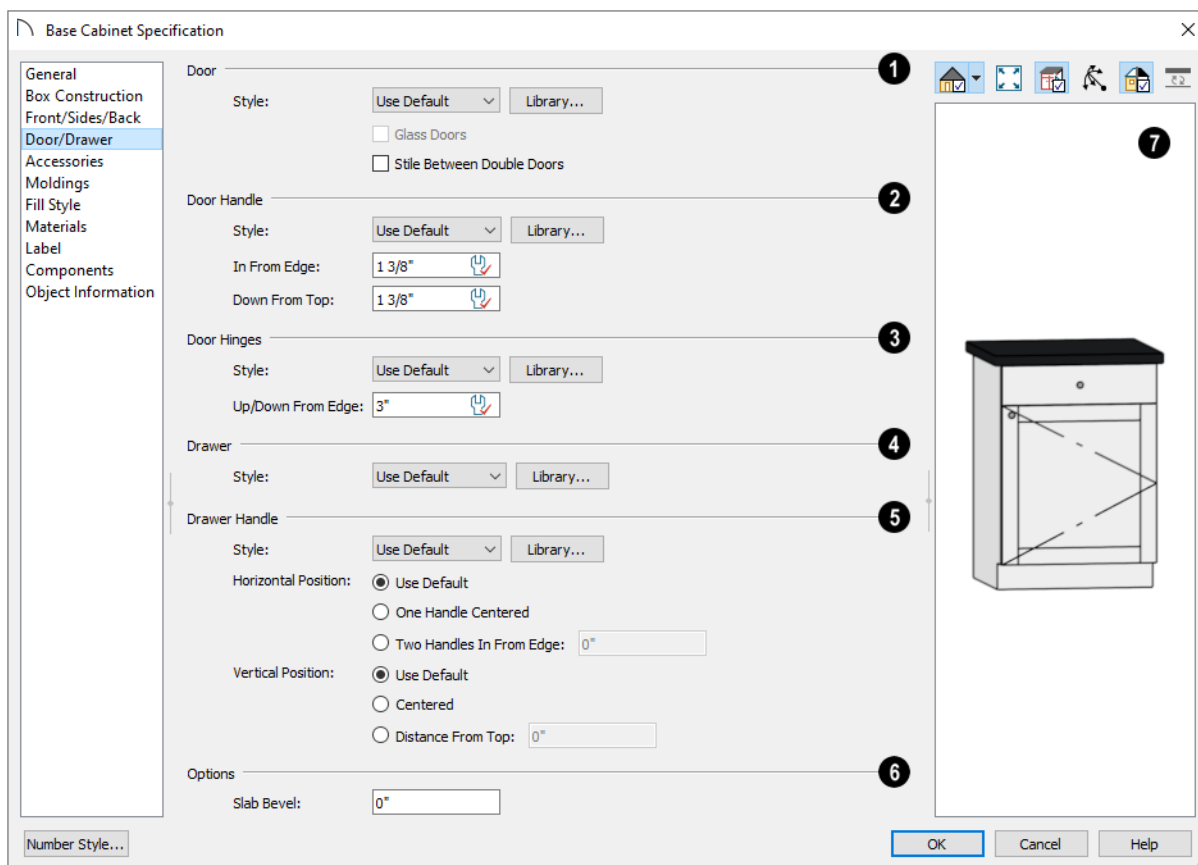 Base Cabinet Specification
General
Box Construction
Front/Sides/Back
Door/Drawer
Accessories
Moldings
Fill Style
Materials
Label
Components
Object Information
Door
1
Style: Use Default Library...
Glass Doors
Stile Between Double Doors
Door Handle
2
Style: Use Default Library...
In From Edge: 1 3/8"
Down From Top: 1 3/8"
Door Hinges
3
Style: Use Default Library...
Up/Down From Edge: 3"
Drawer
4
Style: Use Default Library...
Drawer Handle
5
Style: Use Default Library...
Horizontal Position: Use Default
One Handle Centered
Two Handles In From Edge: 0"
Vertical Position: Use Default
Centered
Distance From Top: 0"
Options
6
Slab Bevel: 0"
7
Number Style...
OK Cancel Help